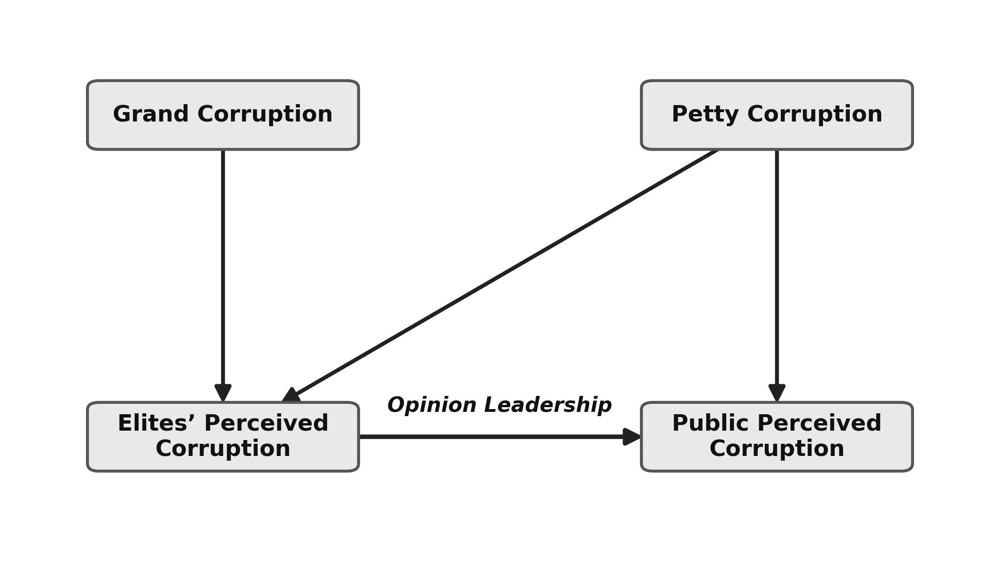 Grand Corruption
Petty Corruption
Opinion Leadership
Elites’ Perceived
Corruption
Public Perceived
Corruption